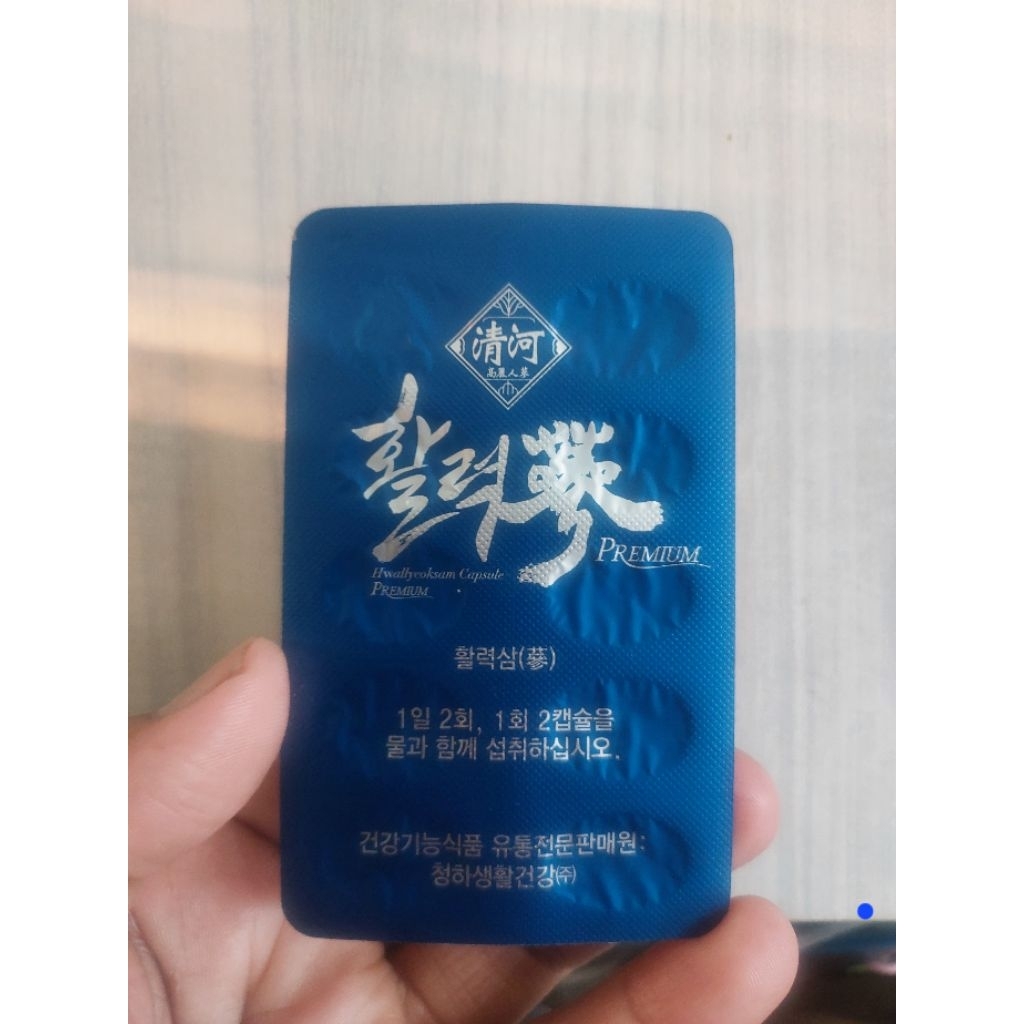 清河
高麗人蔘
활력蔘
PREMIUM
Hwallyeoksam Capsule
PREMIUM
활력삼(蔘)
1일 2회, 1회 2캡슐을
물과 함께 섭취하십시오.
건강기능식품 유통전문판매원:
청하생활건강㈜